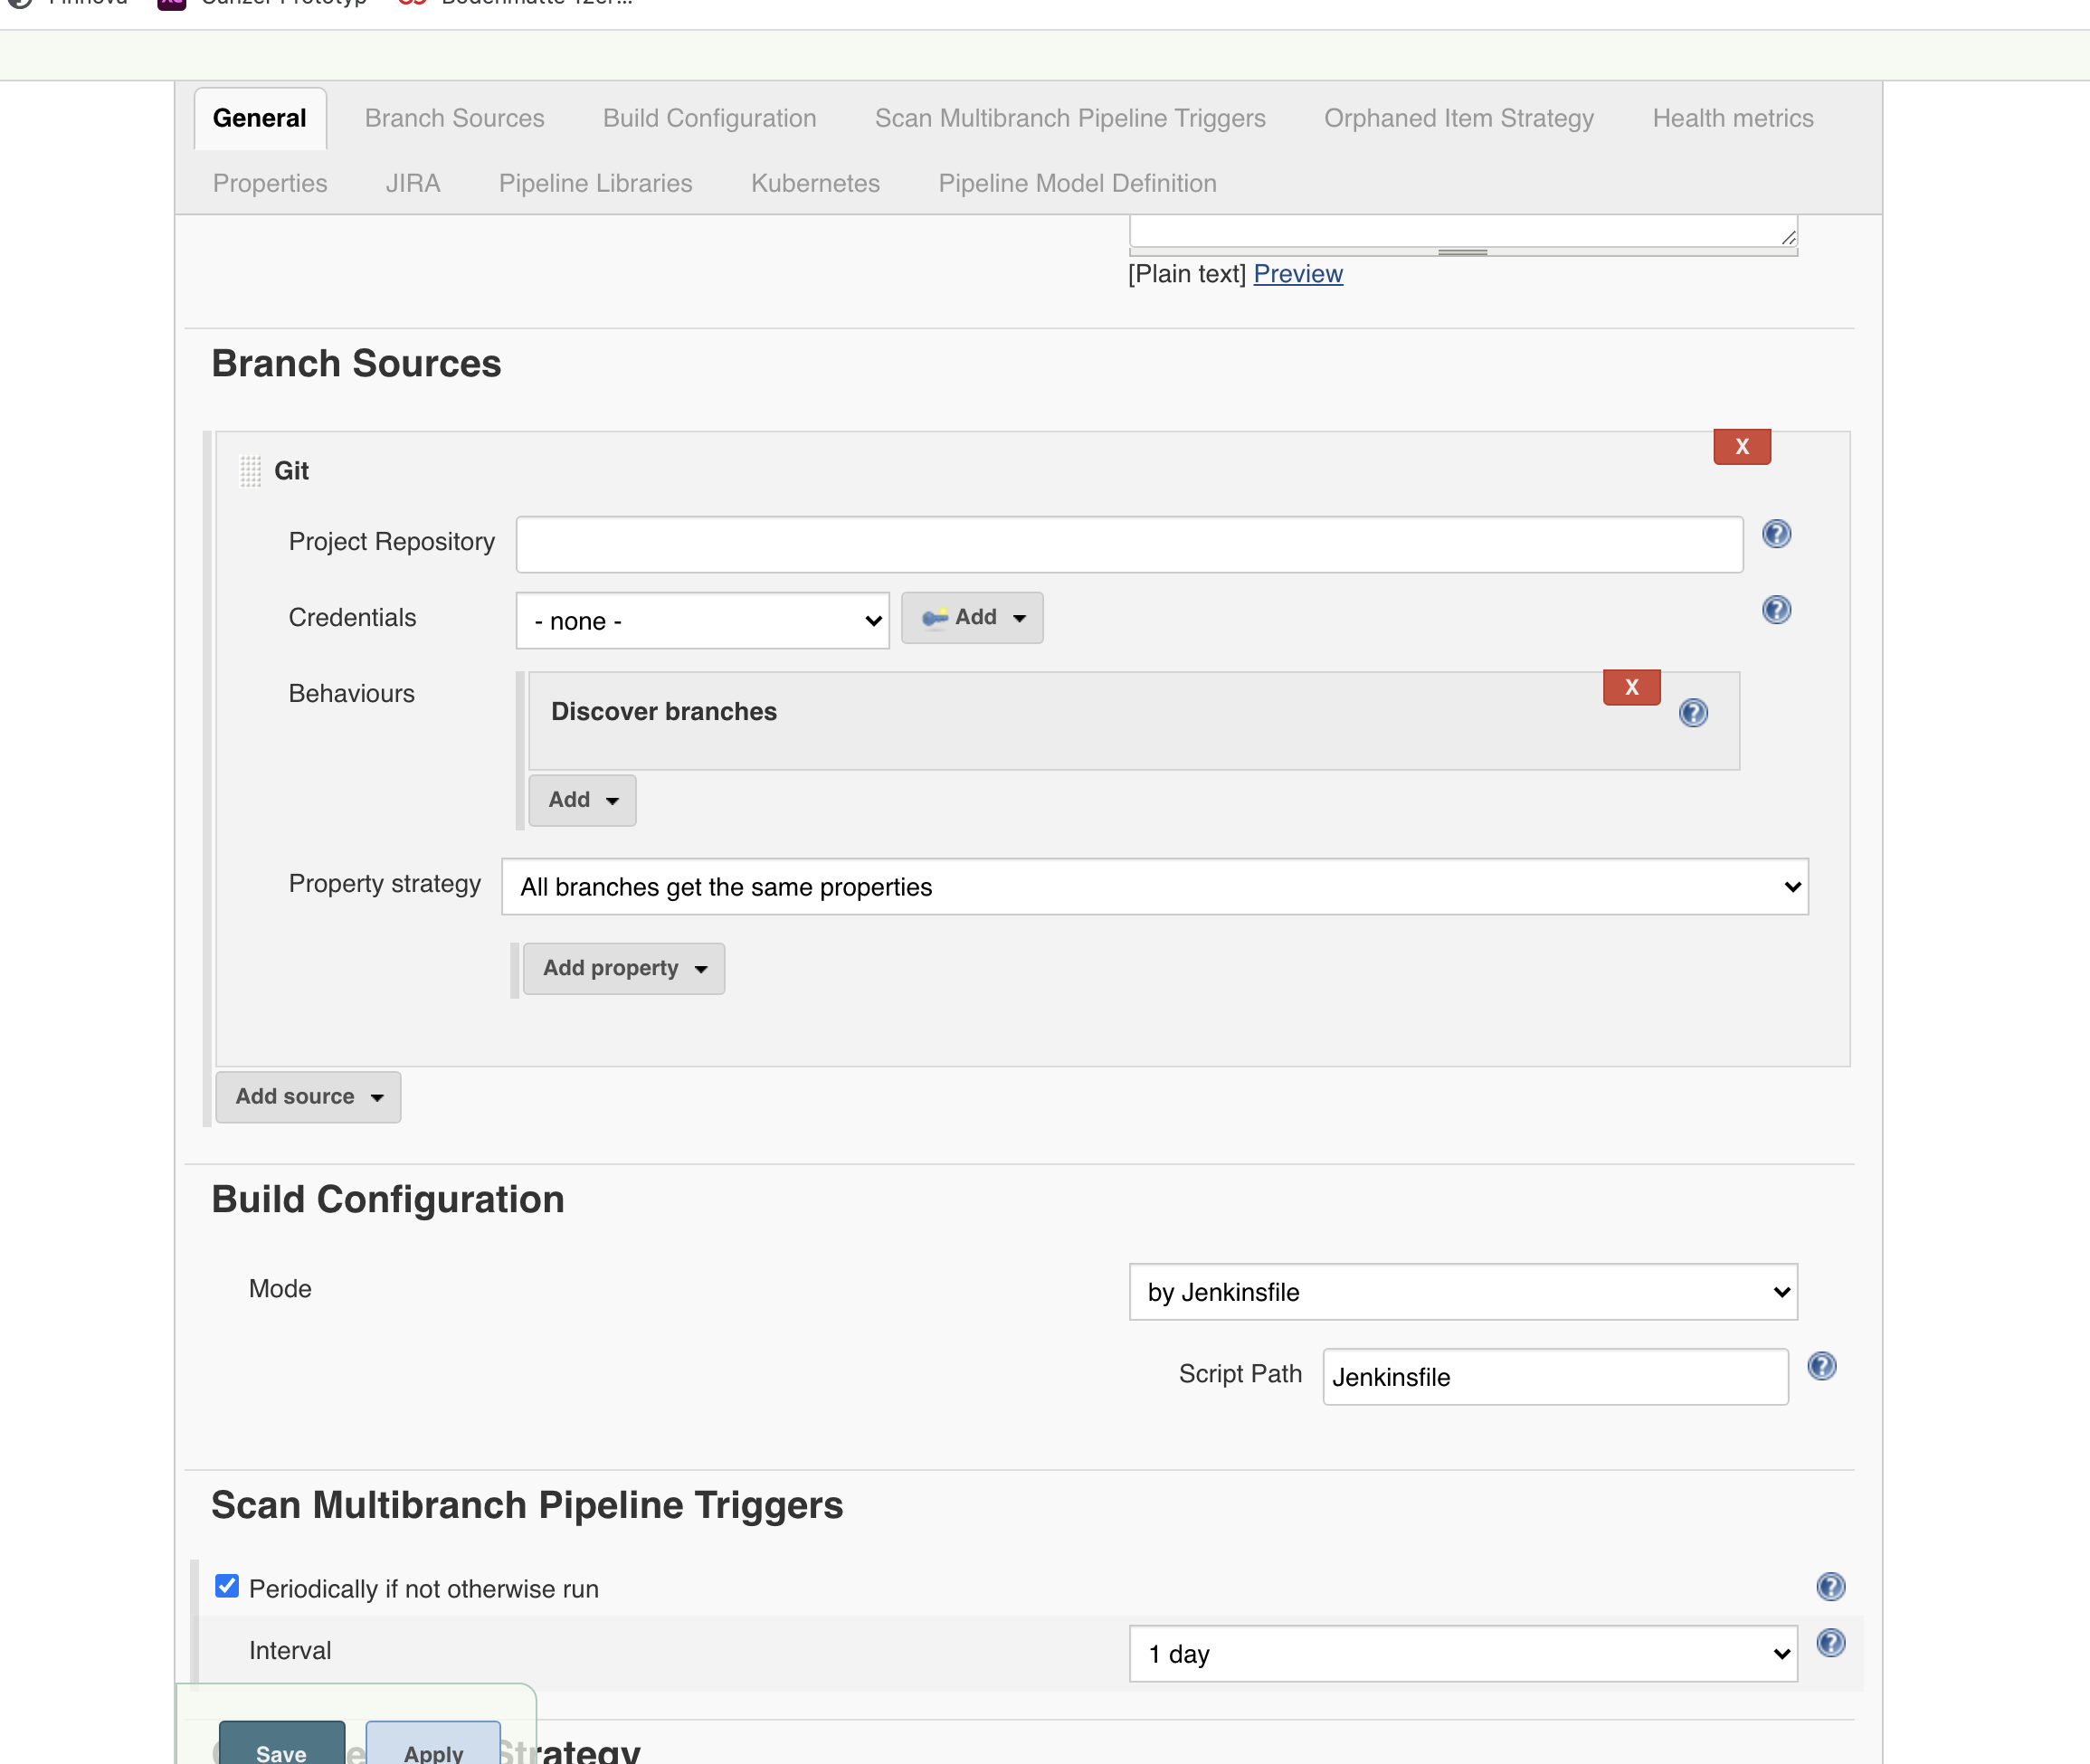 General Branch Sources Build Configuration Scan Multibranch Pipeline Triggers Orphaned Item Strategy Health metrics
Properties JIRA Pipeline Libraries Kubernetes Pipeline Model Definition
[Plain text] Preview
Branch Sources
X
Git
Project Repository
Credentials - none - Add
Behaviours
X
Discover branches
Add
Property strategy All branches get the same properties
Add property
Add source
Build Configuration
Mode by Jenkinsfile
Script Path Jenkinsfile
Scan Multibranch Pipeline Triggers
Periodically if not otherwise run
Interval 1 day
Save Apply Strategy